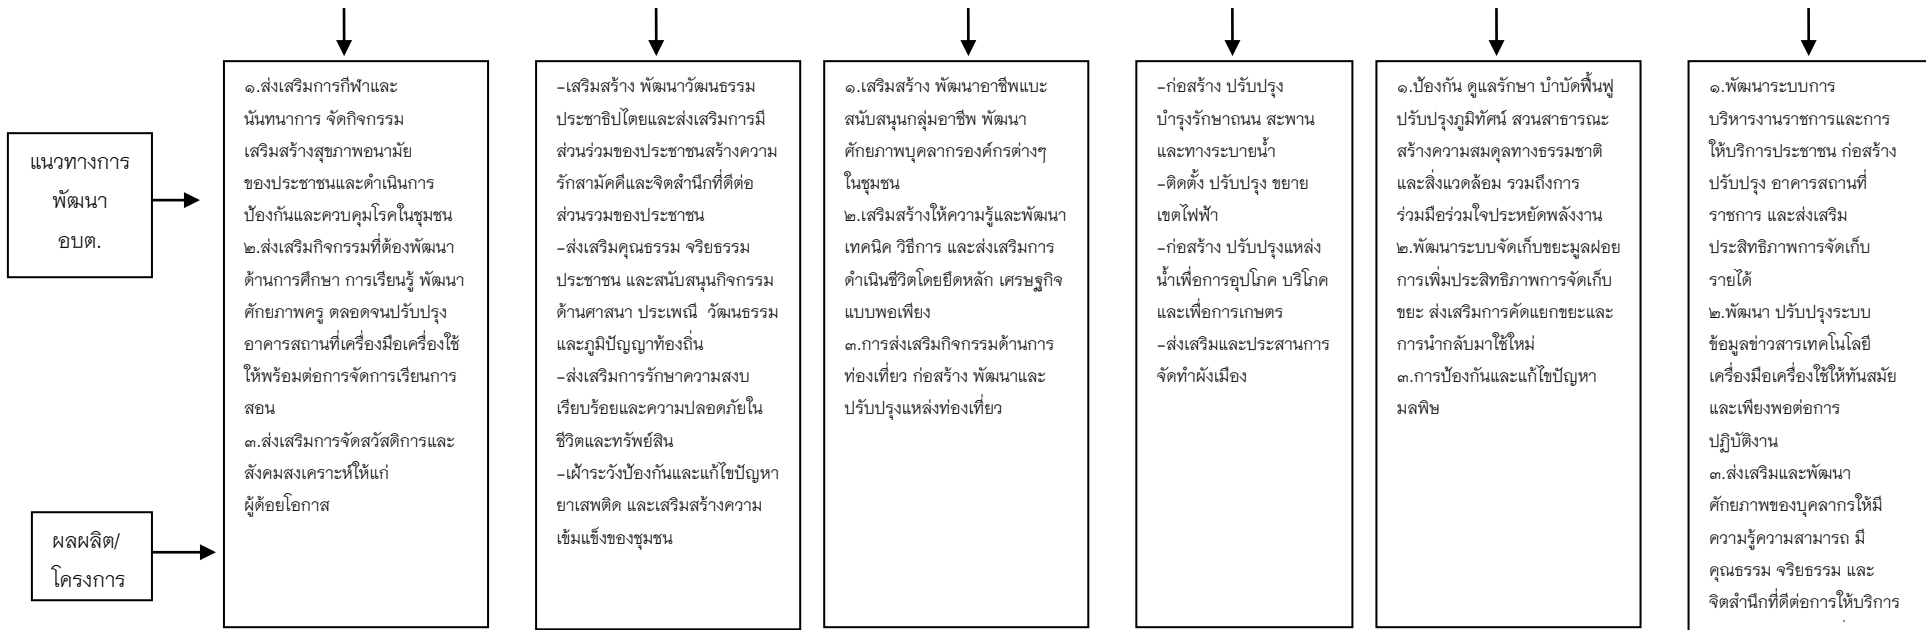 แนวทางการ
พัฒนา
อบต.
ผลผลิต/
โครงการ
๑.ส่งเสริมการกีฬาและ
นันทนาการ จัดกิจกรรม
เสริมสร้างสุขภาพอนามัย
ของประชาชนและดำเนินการ
ป้องกันและควบคุมโรคในชุมชน
๒.ส่งเสริมกิจกรรมที่ต้องพัฒนา
ด้านการศึกษา การเรียนรู้ พัฒนา
ศักยภาพครู ตลอดจนปรับปรุง
อาคารสถานที่เครื่องมือเครื่องใช้
ให้พร้อมต่อการจัดการเรียนการ
สอน
๓.ส่งเสริมการจัดสวัสดิการและ
สังคมสงเคราะห์ให้แก่
ผู้ด้อยโอกาส
-เสริมสร้าง พัฒนาวัฒนธรรม
ประชาธิปไตยและส่งเสริมการมี
ส่วนร่วมของประชาชนสร้างความ
รักสามัคคีและจิตสำนึกที่ดีต่อ
ส่วนรวมของประชาชน
-ส่งเสริมคุณธรรม จริยธรรม
ประชาชน และสนับสนุนกิจกรรม
ด้านศาสนา ประเพณี วัฒนธรรม
และภูมิปัญญาท้องถิ่น
-ส่งเสริมการรักษาความสงบ
เรียบร้อยและความปลอดภัยใน
ชีวิตและทรัพย์สิน
-เฝ้าระวังป้องกันและแก้ไขปัญหา
ยาเสพติด และเสริมสร้างความ
เข้มแข็งของชุมชน
๑.เสริมสร้าง พัฒนาอาชีพแบะ
สนับสนุนกลุ่มอาชีพ พัฒนา
ศักยภาพบุคลากรองค์กรต่างๆ
ในชุมชน
๒.เสริมสร้างให้ความรู้และพัฒนา
เทคนิค วิธีการ และส่งเสริมการ
ดำเนินชีวิตโดยยึดหลัก เศรษฐกิจ
แบบพอเพียง
๓.การส่งเสริมกิจกรรมด้านการ
ท่องเที่ยว ก่อสร้าง พัฒนาและ
ปรับปรุงแหล่งท่องเที่ยว
-ก่อสร้าง ปรับปรุง
บำรุงรักษาถนน สะพาน
และทางระบายน้ำ
-ติดตั้ง ปรับปรุง ขยาย
เขตไฟฟ้า
-ก่อสร้าง ปรับปรุงแหล่ง
น้ำเพื่อการอุปโภค บริโภค
และเพื่อการเกษตร
-ส่งเสริมและประสานการ
จัดทำผังเมือง
๑.ป้องกัน ดูแลรักษา บำบัดฟื้นฟู
ปรับปรุงภูมิทัศน์ สวนสาธารณะ
สร้างความสมดุลทางธรรมชาติ
และสิ่งแวดล้อม รวมถึงการ
ร่วมมือร่วมใจประหยัดพลังงาน
๒.พัฒนาระบบจัดเก็บขยะมูลฝอย
การเพิ่มประสิทธิภาพการจัดเก็บ
ขยะ ส่งเสริมการคัดแยกขยะและ
การนำกลับมาใช้ใหม่
๓.การป้องกันและแก้ไขปัญหา
มลพิษ
๑.พัฒนาระบบการ
บริหารงานราชการและการ
ให้บริการประชาชน ก่อสร้าง
ปรับปรุง อาคารสถานที่
ราชการ และส่งเสริม
ประสิทธิภาพการจัดเก็บ
รายได้
๒.พัฒนา ปรับปรุงระบบ
ข้อมูลข่าวสารเทคโนโลยี
เครื่องมือเครื่องใช้ให้ทันสมัย
และเพียงพอต่อการ
ปฏิบัติงาน
๓.ส่งเสริมและพัฒนา
ศักยภาพของบุคลากรให้มี
ความรู้ความสามารถ มี
คุณธรรม จริยธรรม และ
จิตสำนึกที่ดีต่อการให้บริการ